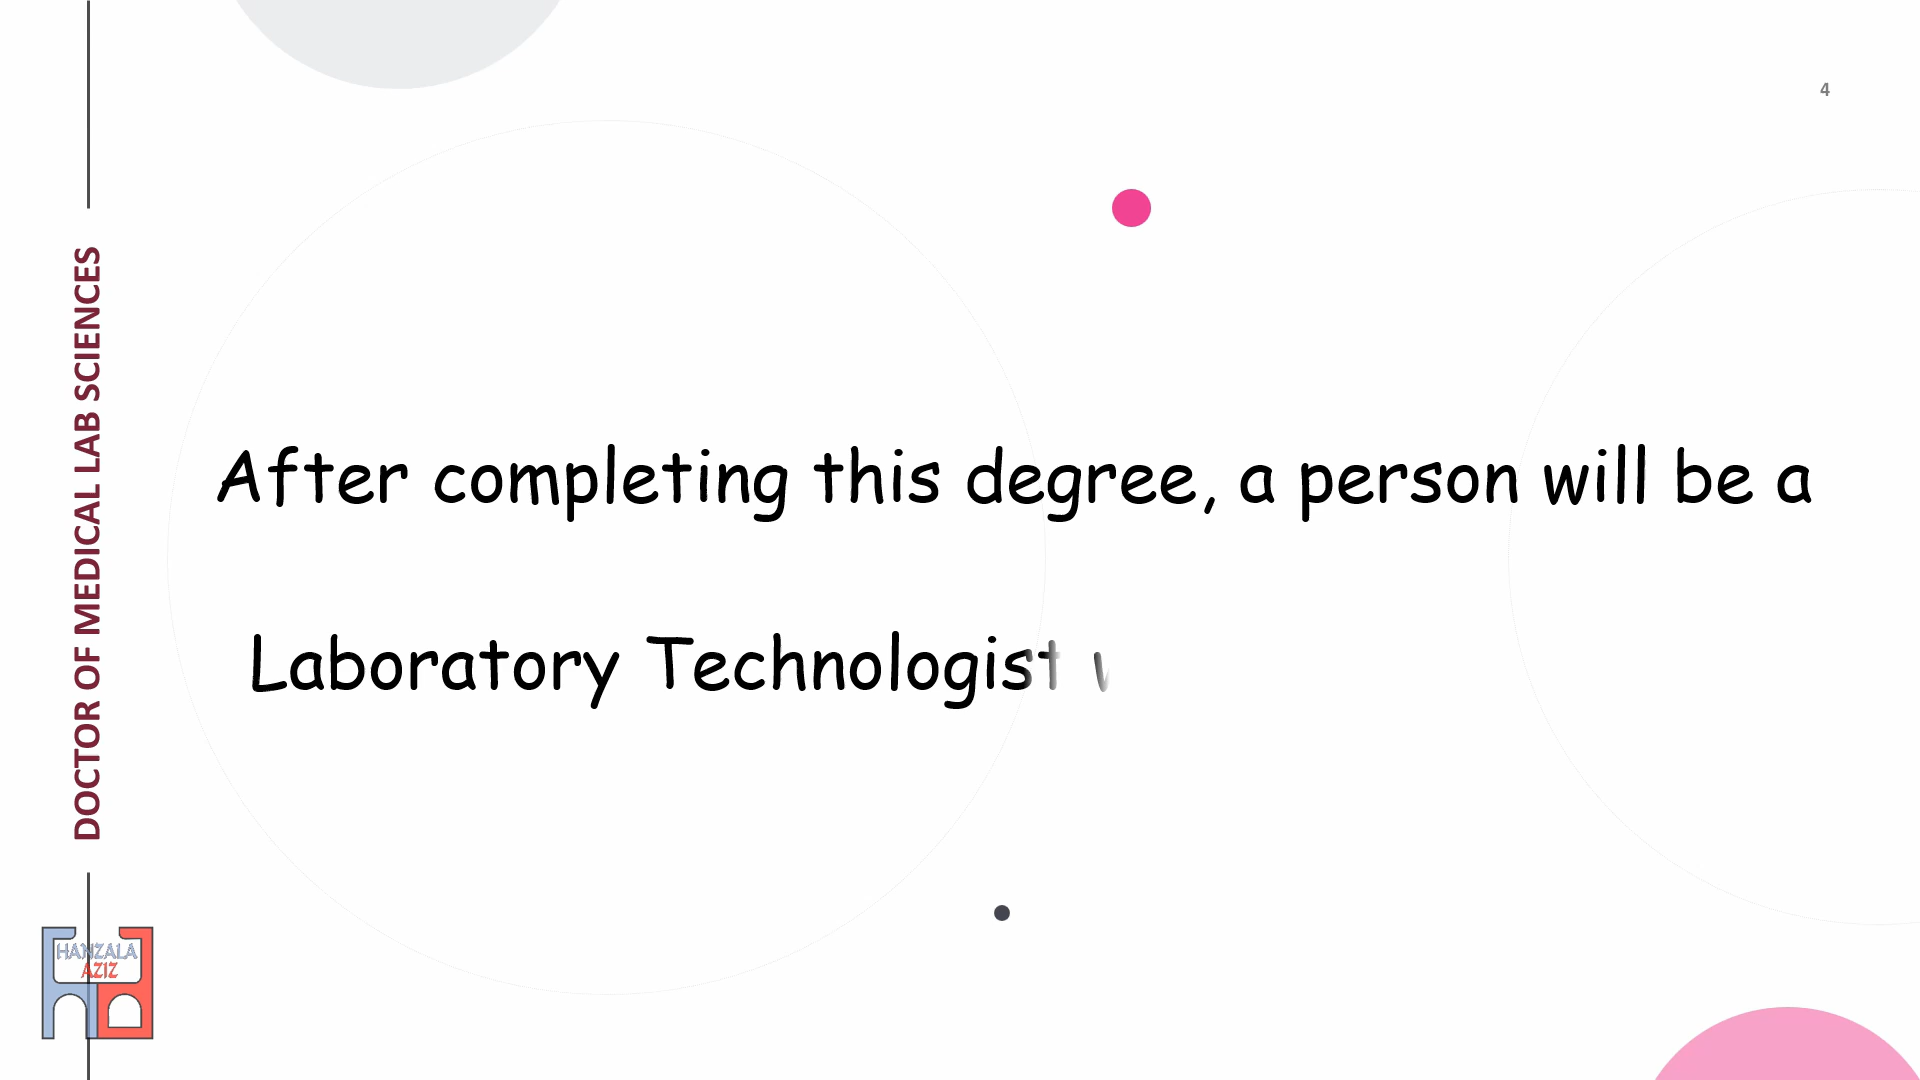 4
DOCTOR OF MEDICAL LAB SCIENCES
After completing this degree, a person will be a
Laboratory Technologist
HANZALA
AZIZ